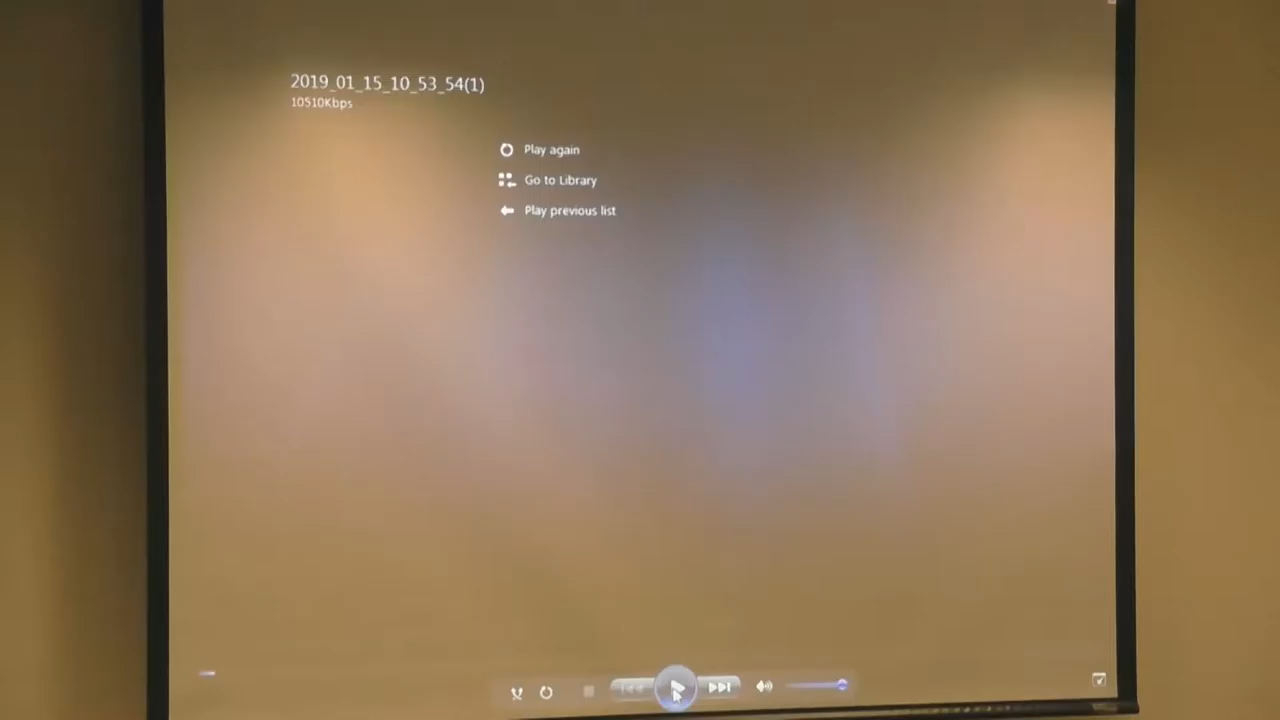 2019_01_15_10_53_54(1)
10510Kbps
Play again
Go to Library
Play previous list